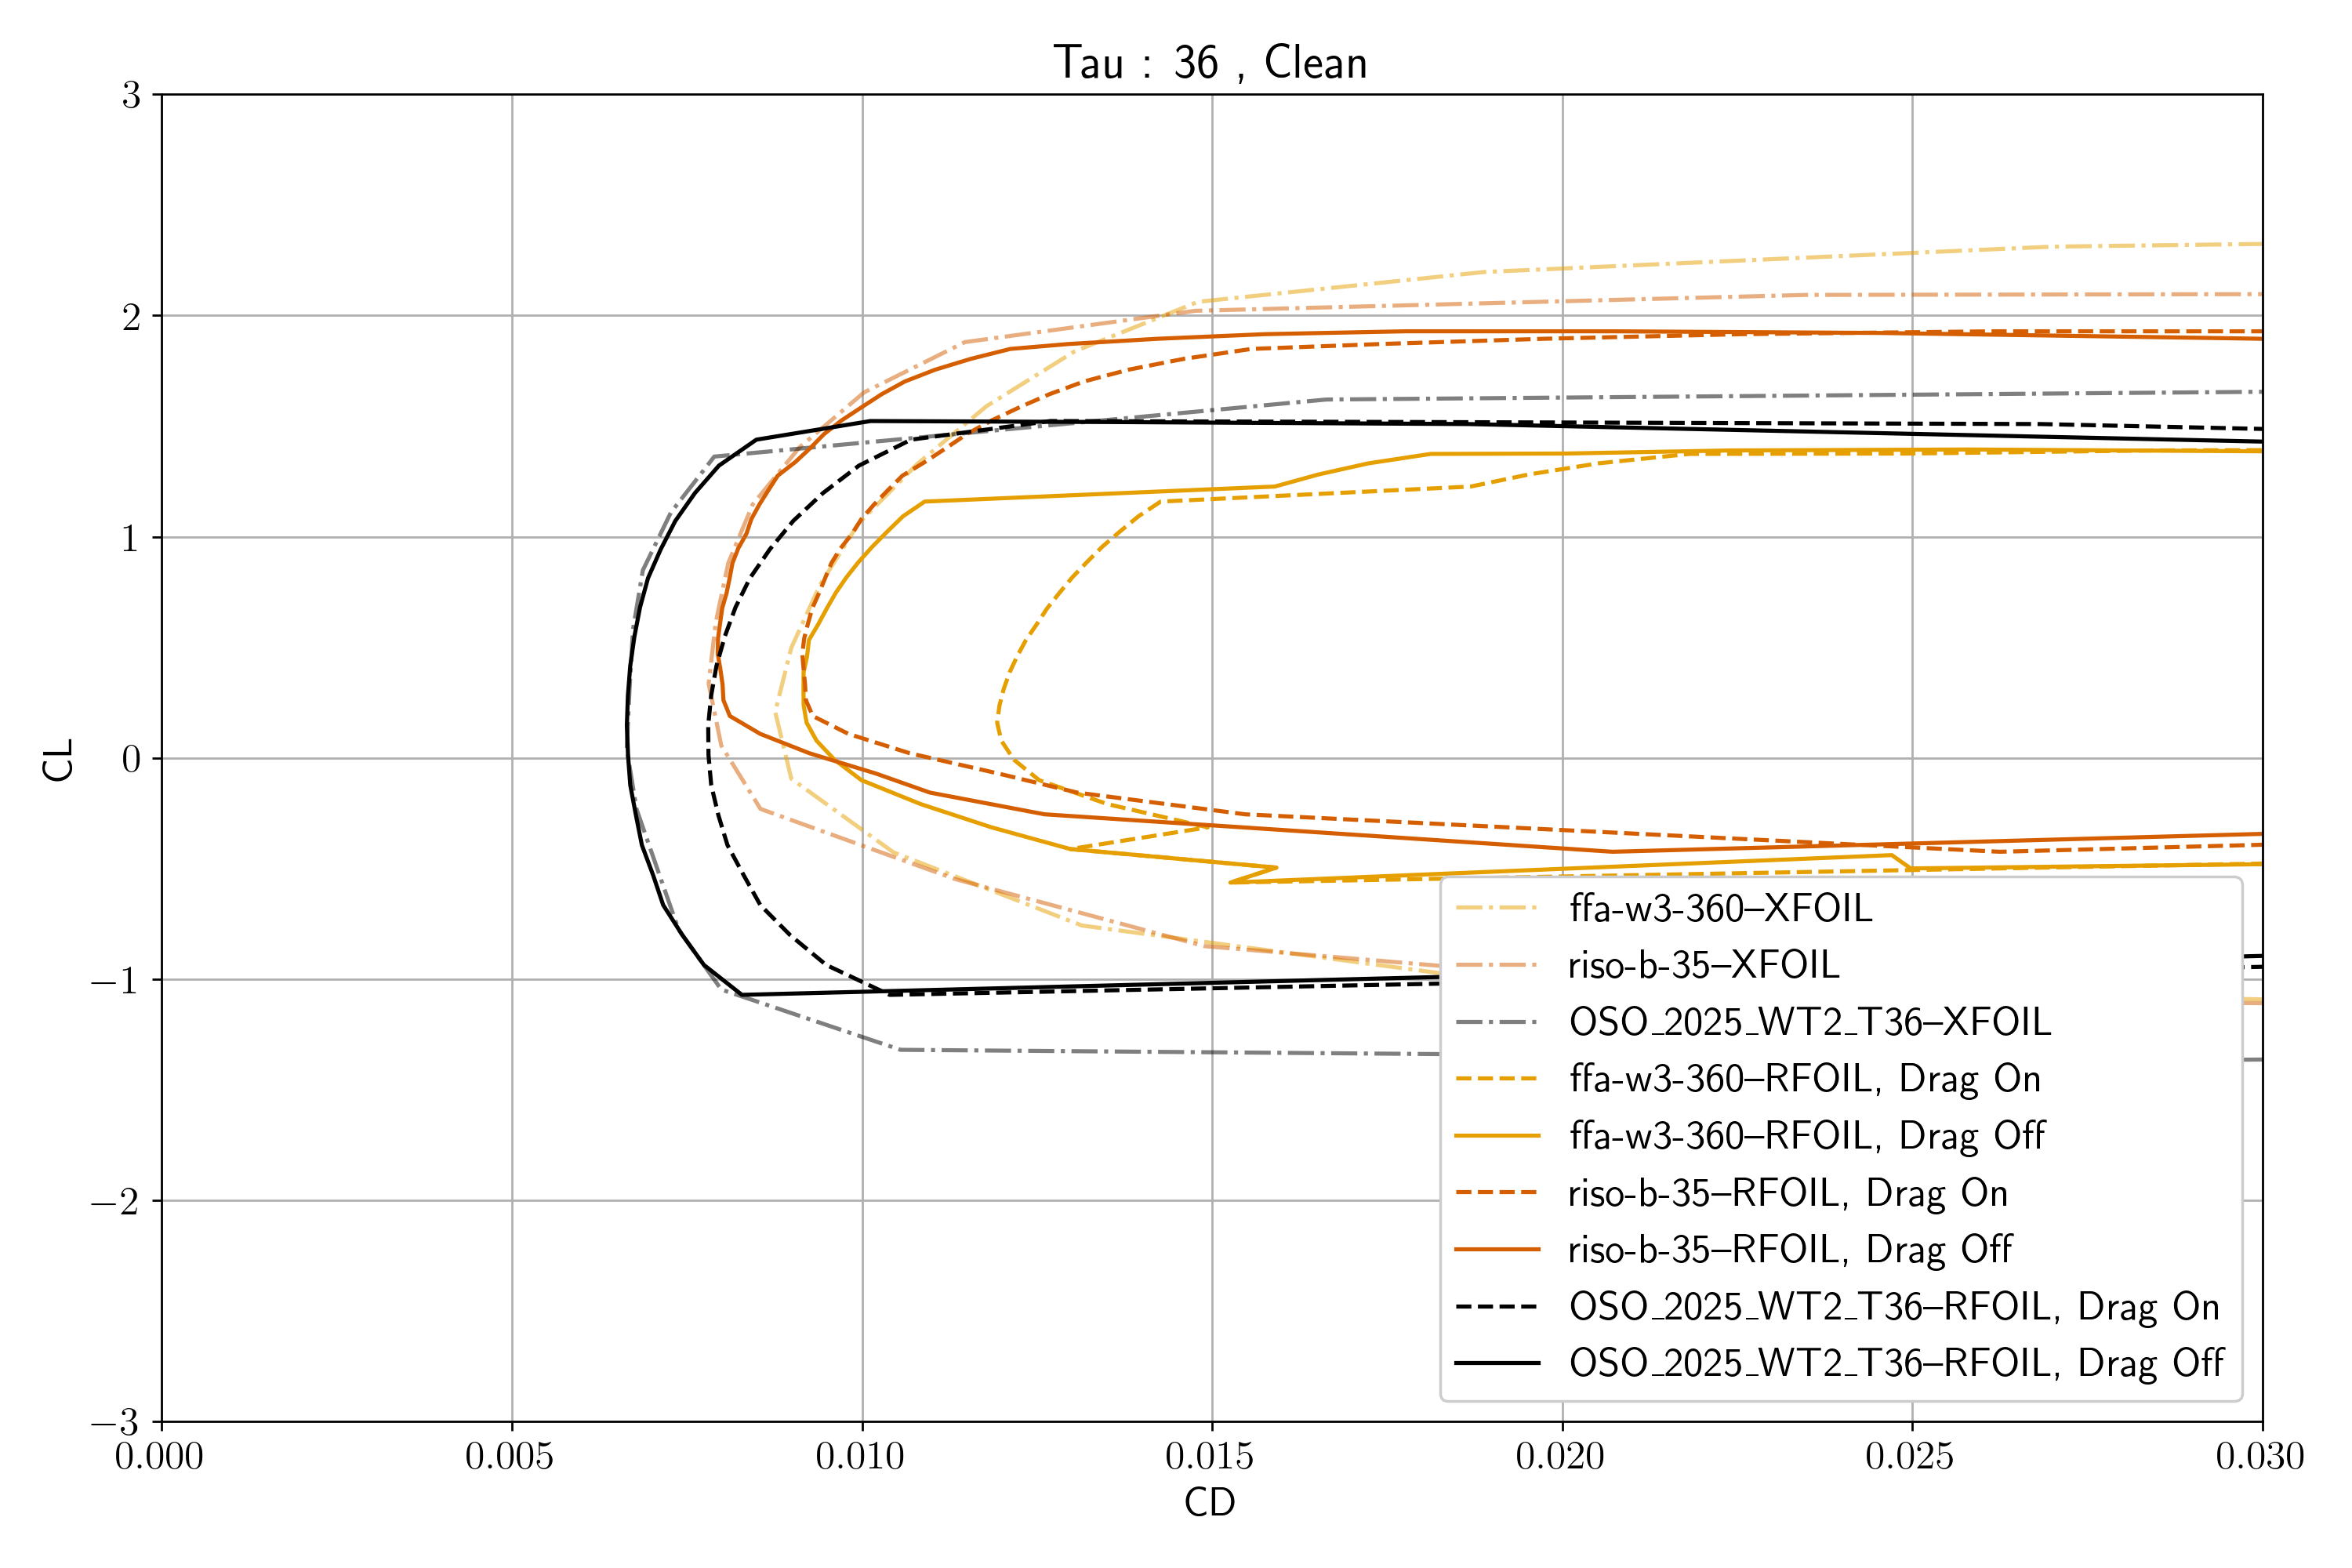 Tau : 36 , Clean
3
2
1
0
−1
−2
−3
CL
0.000 0.005 0.010 0.015 0.020 0.025 0.030
CD
ffa-w3-360–XFOIL
riso-b-35–XFOIL
OSO_2025_WT2_T36–XFOIL
ffa-w3-360–RFOIL, Drag On
ffa-w3-360–RFOIL, Drag Off
riso-b-35–RFOIL, Drag On
riso-b-35–RFOIL, Drag Off
OSO_2025_WT2_T36–RFOIL, Drag On
OSO_2025_WT2_T36–RFOIL, Drag Off